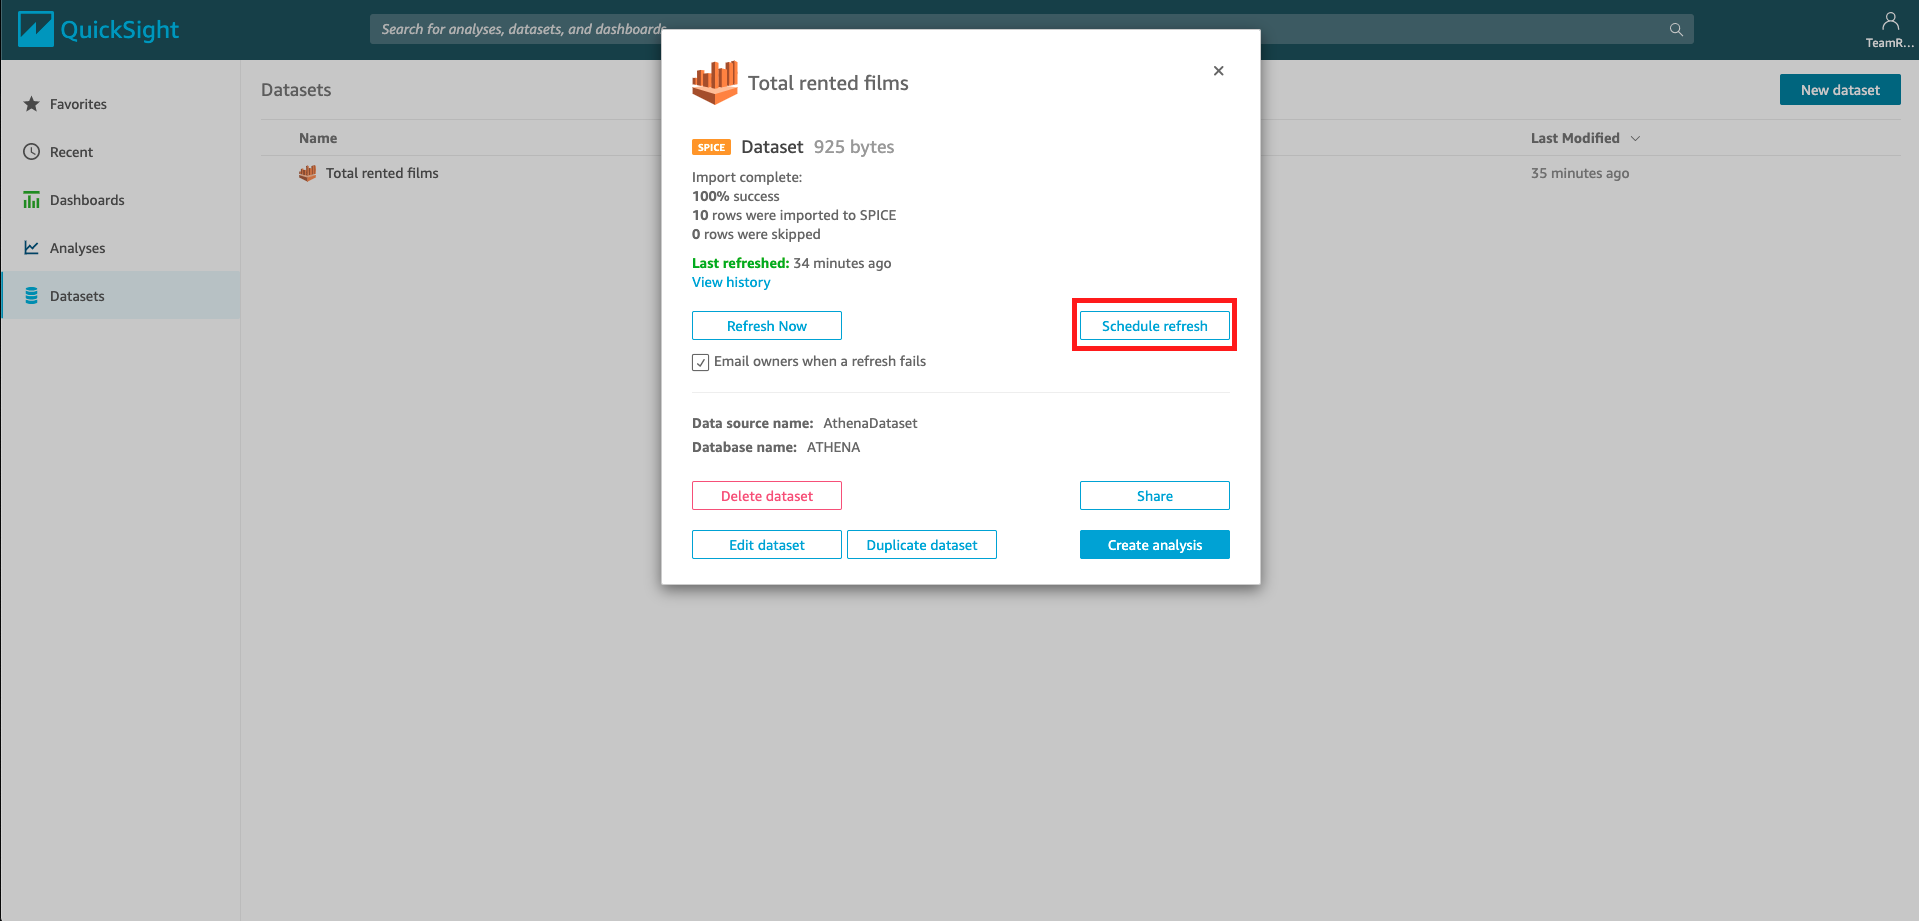 QuickSight
Search for analyses, datasets, and dashboards
TeamR...
Favorites
Recent
Dashboards
Analyses
Datasets
Datasets
New dataset
Name
Last Modified
Total rented films
35 minutes ago
Total rented films
SPICE Dataset 925 bytes
Import complete:
100% success
10 rows were imported to SPICE
0 rows were skipped
Last refreshed: 34 minutes ago
View history
Refresh Now
Schedule refresh
Email owners when a refresh fails
Data source name: AthenaDataset
Database name: ATHENA
Delete dataset
Share
Edit dataset
Duplicate dataset
Create analysis